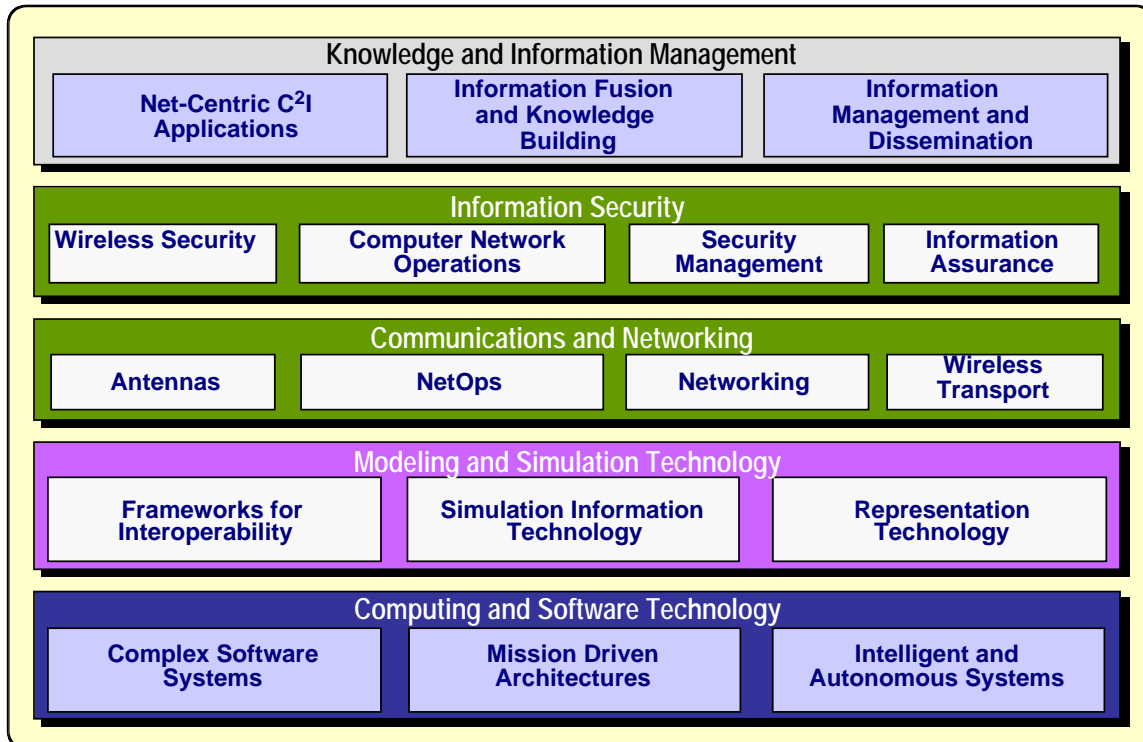 Knowledge and Information Management
Net-Centric C²I
Applications
Information Fusion
and Knowledge
Building
Information
Management and
Dissemination
Information Security
Wireless Security
Computer Network
Operations
Security
Management
Information
Assurance
Communications and Networking
Antennas
NetOps
Networking
Wireless
Transport
Modeling and Simulation Technology
Frameworks for
Interoperability
Simulation Information
Technology
Representation
Technology
Computing and Software Technology
Complex Software
Systems
Mission Driven
Architectures
Intelligent and
Autonomous Systems